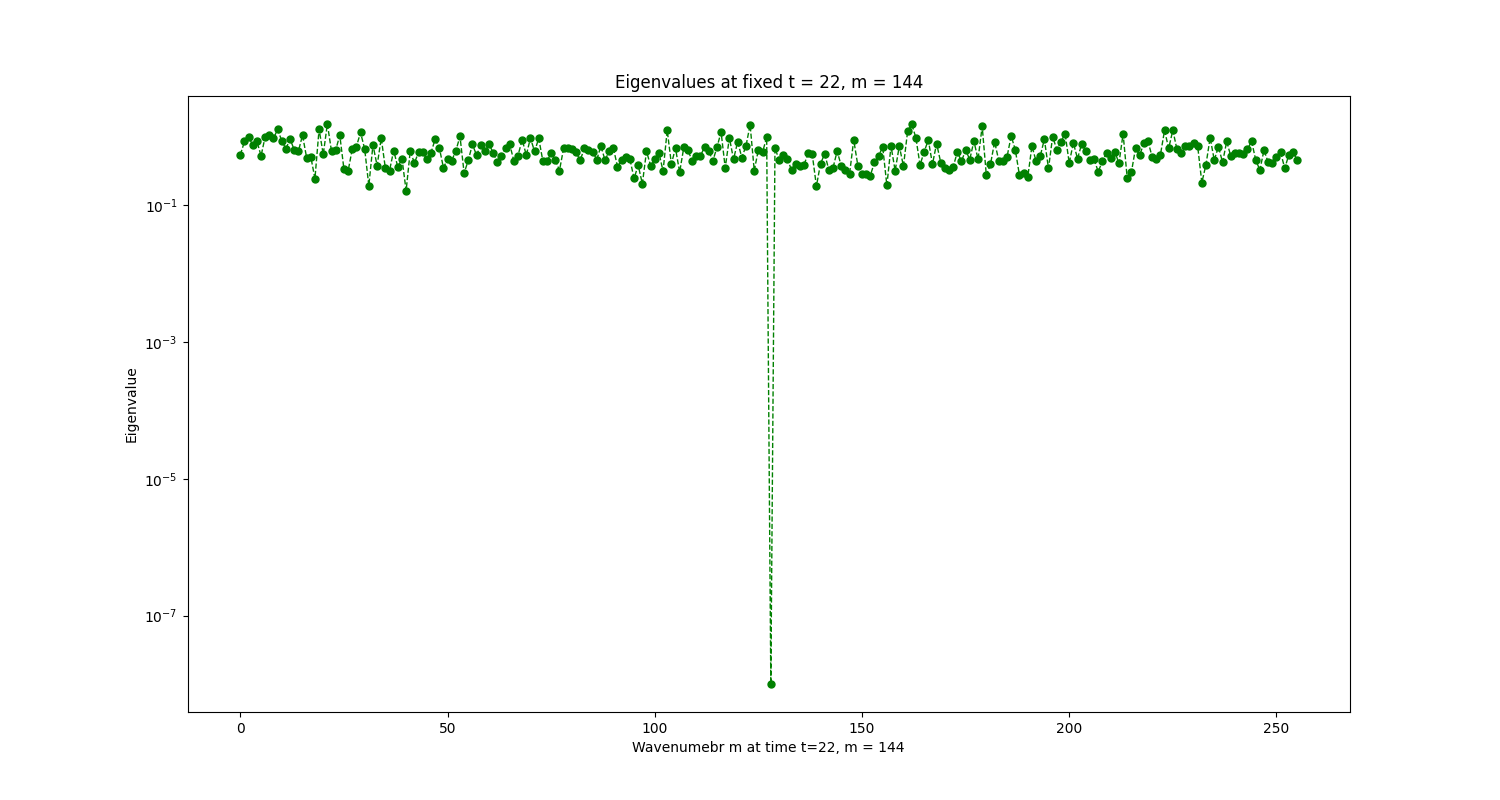 Eigenvalues at fixed t = 22, m = 144
10⁻¹
10⁻³
10⁻⁵
10⁻⁷
Eigenvalue
0 50 100 150 200 250
Wavenumebr m at time t=22, m = 144